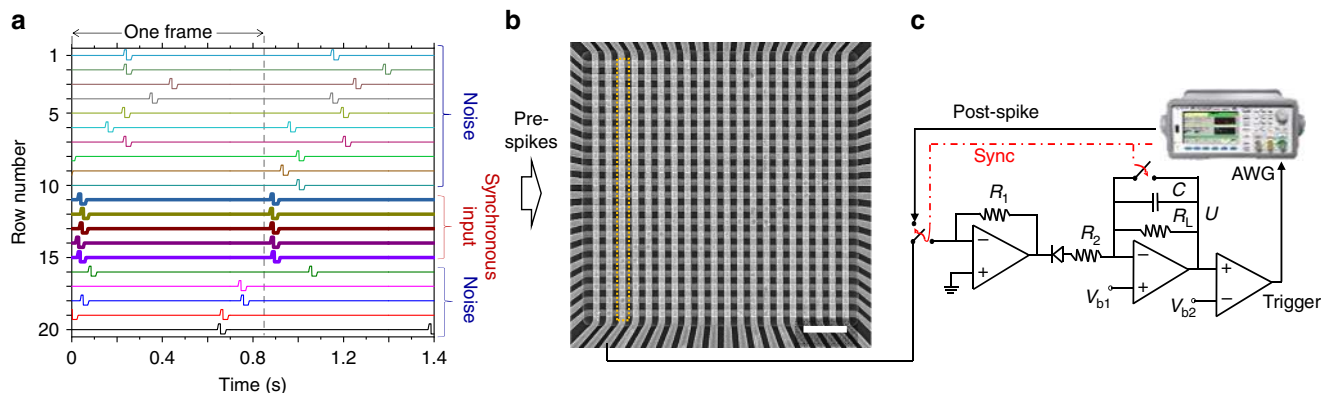 a
One frame
1
5
10
15
20
Row number
0
0.4
0.8
1.2
1.4
Time (s)
Noise
Synchronous
input
Noise
b
Pre-
spikes
c
Post-spike
Sync
AWG
R1
R2
C
RL
U
−
+
−
+
+
−
Vb1
Vb2
Trigger